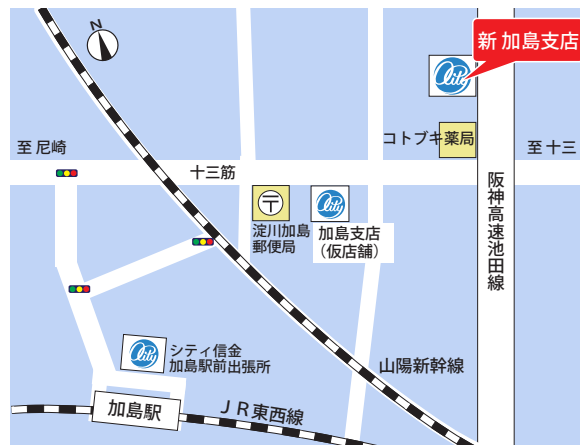 N
新 加島支店
City
コトブキ薬局
至 尼崎
至 十三
十三筋
阪神高速池田線
〒
City
淀川加島
郵便局
加島支店
（仮店舗）
City
シティ信金
加島駅前出張所
山陽新幹線
加島駅
ＪＲ東西線